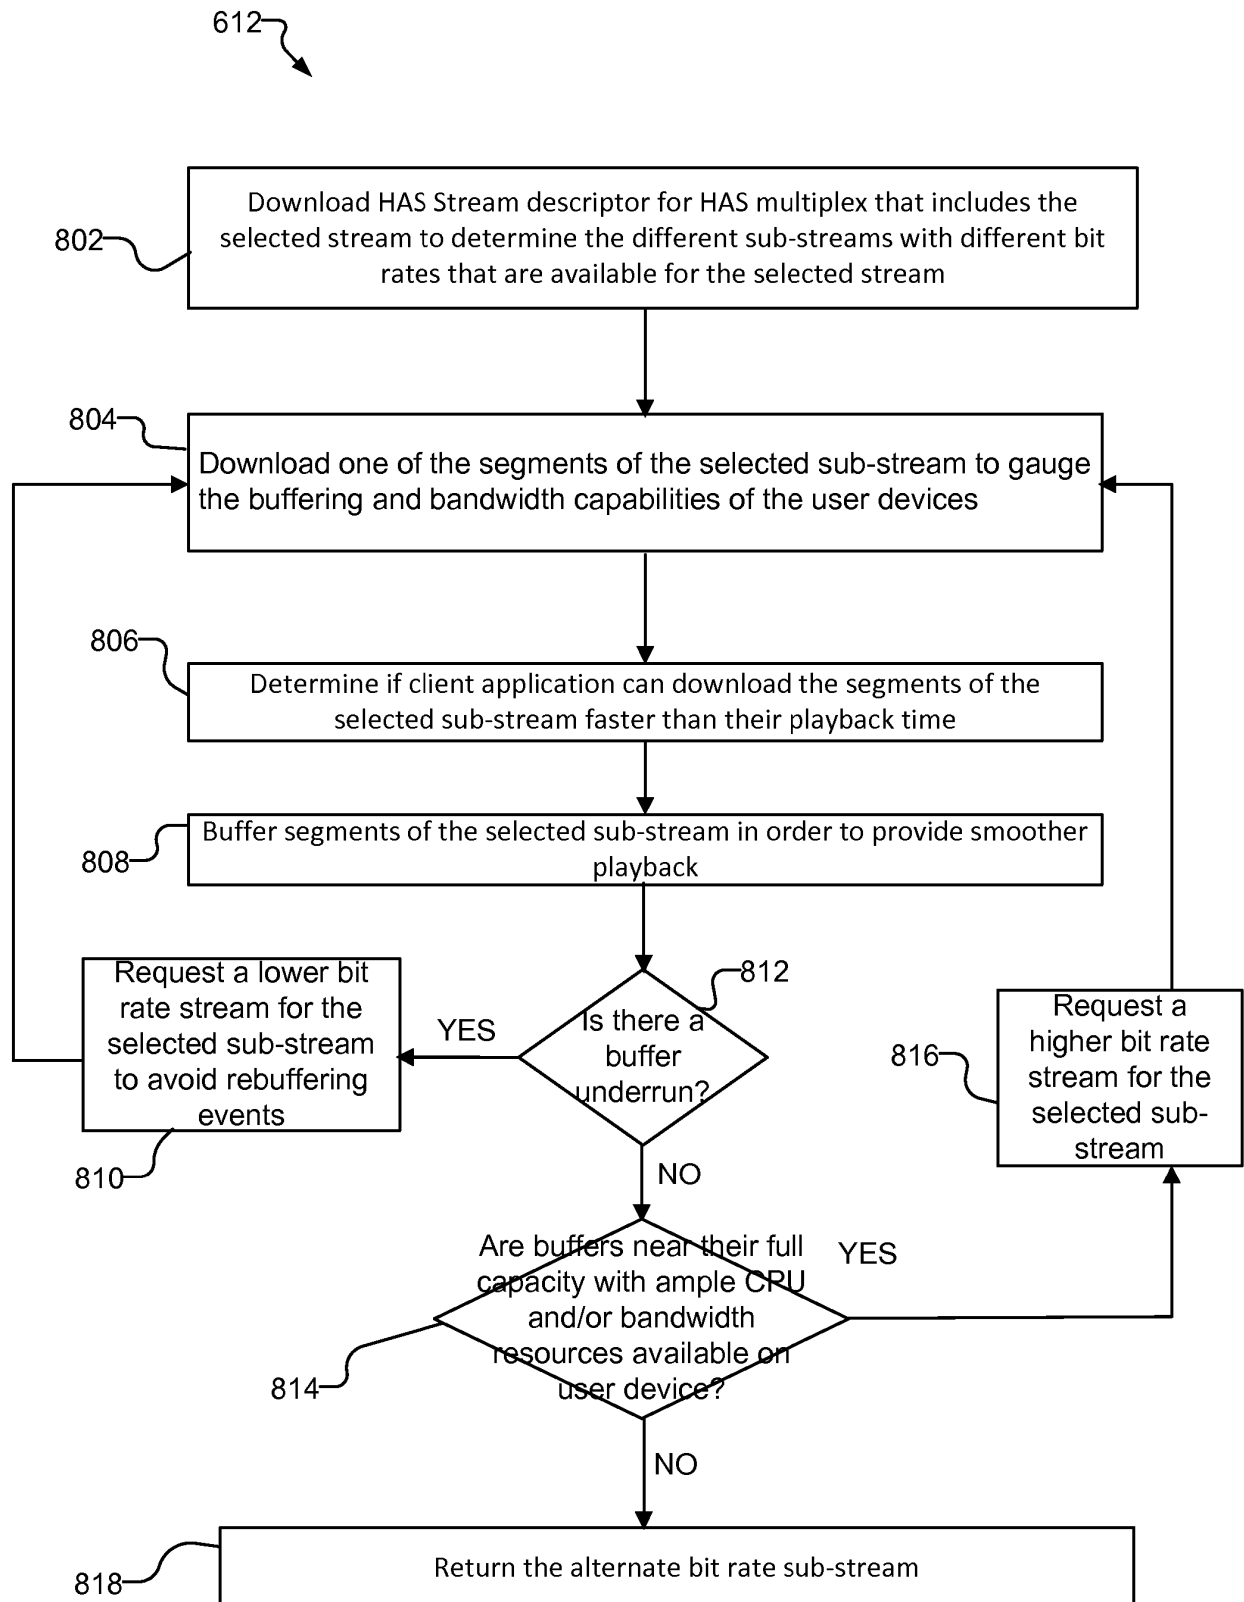 612
802
Download HAS Stream descriptor for HAS multiplex that includes the
selected stream to determine the different sub-streams with different bit
rates that are available for the selected stream
804
Download one of the segments of the selected sub-stream to gauge
the buffering and bandwidth capabilities of the user devices
806
Determine if client application can download the segments of the
selected sub-stream faster than their playback time
808
Buffer segments of the selected sub-stream in order to provide smoother
playback
812
Is there a
buffer
underrun?
YES
Request a lower bit
rate stream for the
selected sub-stream
to avoid rebuffering
events
810
NO
816
Request a
higher bit rate
stream for the
selected sub-
stream
Are buffers near their full
capacity with ample CPU
and/or bandwidth
resources available on
user device?
YES
814
NO
818
Return the alternate bit rate sub-stream